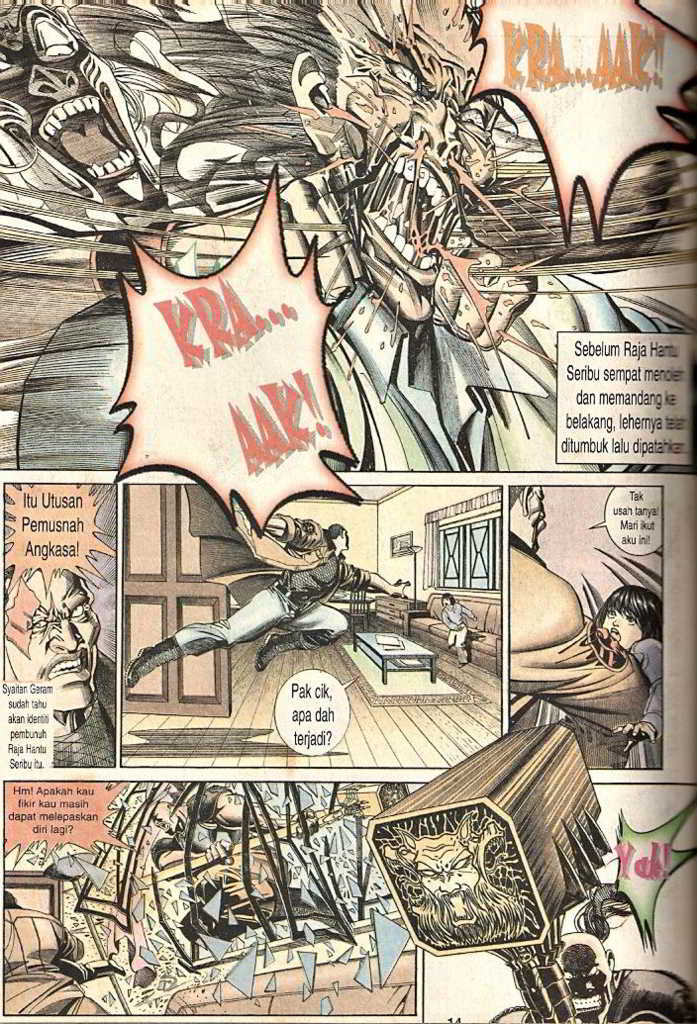 KRA...AAK!
KRA...
AAK!
Sebelum Raja Hantu
Seribu sempat menoleh
dan memandang ke
belakang, lehernya telah
ditumbuk lalu dipatahkan.
Itu Utusan
Pemusnah
Angkasa!
Syaitan Geram
sudah tahu
akan identiti
pembunuh
Raja Hantu
Seribu itu.
Pak cik,
apa dah
terjadi?
Tak
usah tanya!
Mari ikut
aku ini!
Hm! Apakah kau
fikir kau masih
dapat melepaskan
diri lagi?
Yak!
14